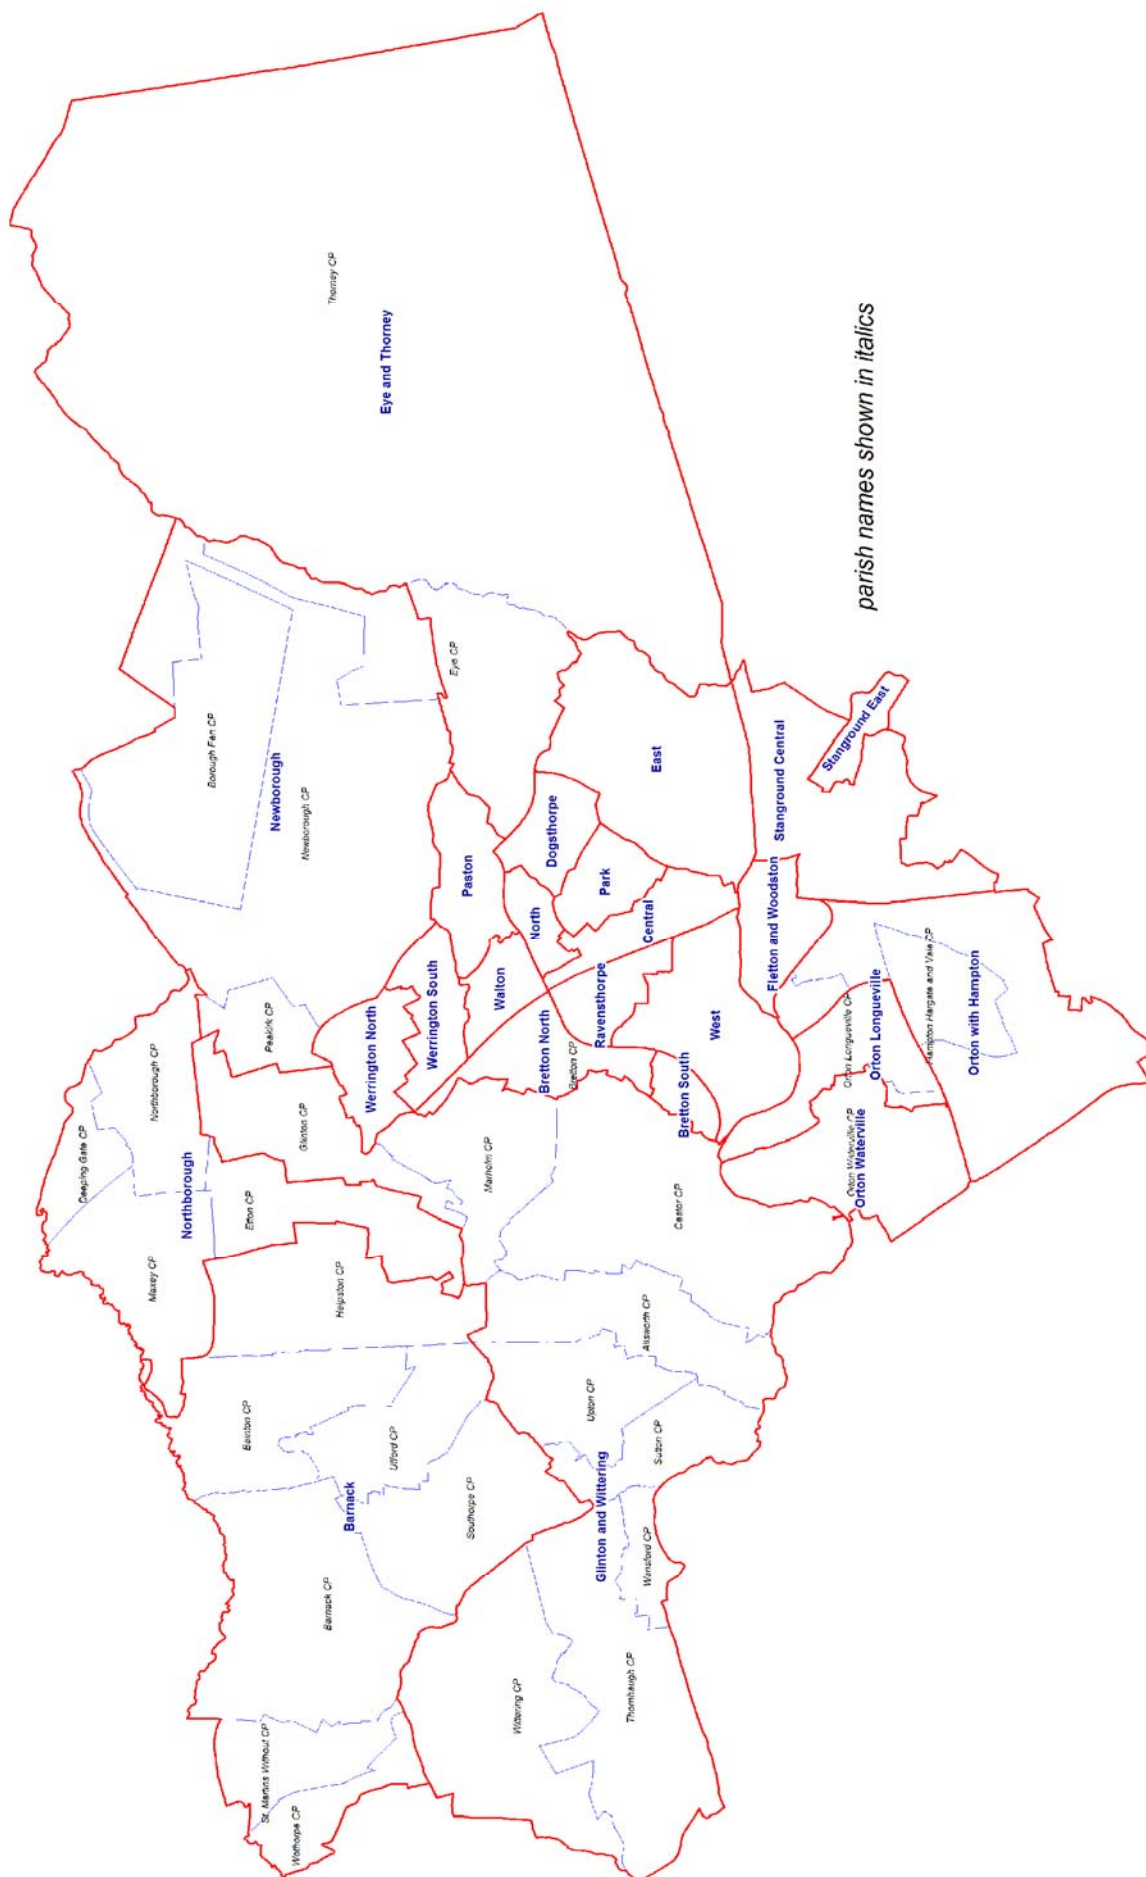 Thorney CP
Eye and Thorney
parish names shown in italics
Borough Fen CP
Newborough
Newborough CP
Eye CP
East
Stanground Central
Stanground East
Dogsthorpe
Paston
Park
North
Central
Fletton and Woodston
Walton
Werrington South
Werrington North
Ravensthorpe
West
Bretton North
Bretton CP
Bretton South
Peakirk CP
Northborough CP
Deeping Gate CP
Northborough
Maxey CP
Glinton CP
Etton CP
Helpston CP
Marholm CP
Castor CP
Orton Longueville CP
Orton Longueville
Hampton Hargate and Vale CP
Orton with Hampton
Orton Waterville CP
Orton Waterville
Ailsworth CP
Upton CP
Sutton CP
Bainton CP
Ufford CP
Barnack
Southorpe CP
Glinton and Wittering
Wansford CP
Barnack CP
Wittering CP
Thornhaugh CP
St. Martins Without CP
Wothorpe CP